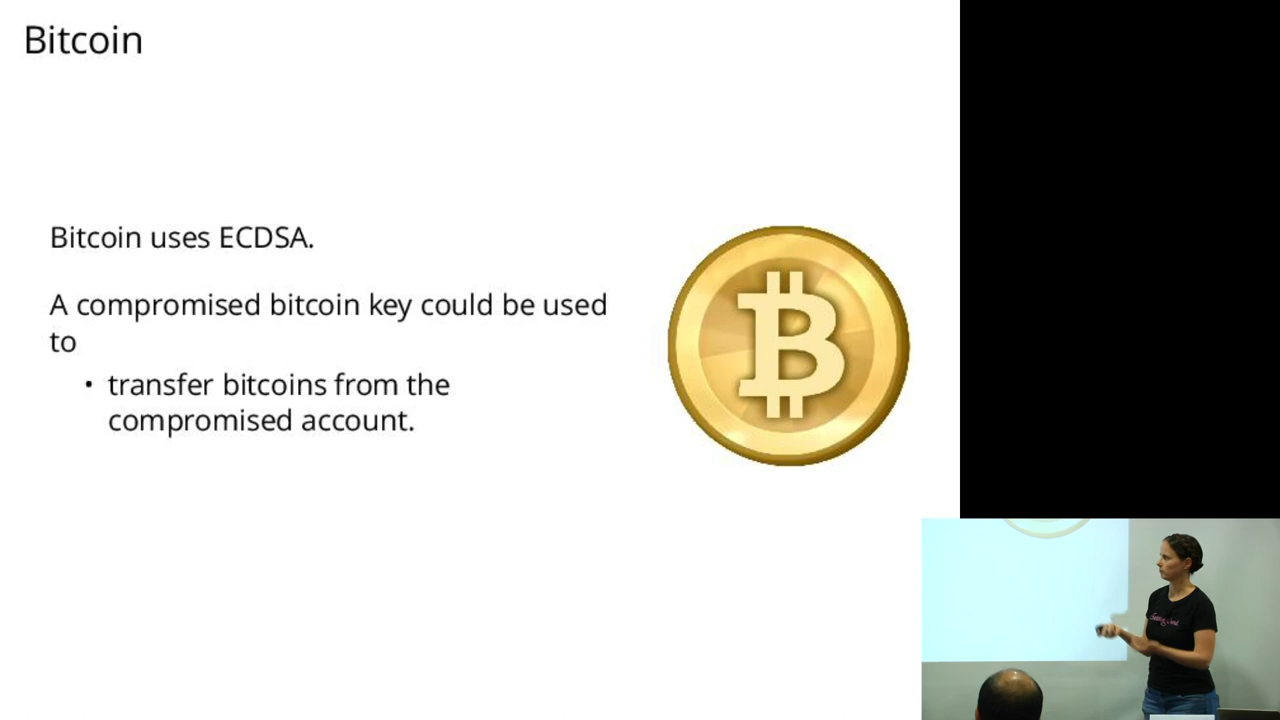 Bitcoin
Bitcoin uses ECDSA.
A compromised bitcoin key could be used
to
• transfer bitcoins from the
compromised account.